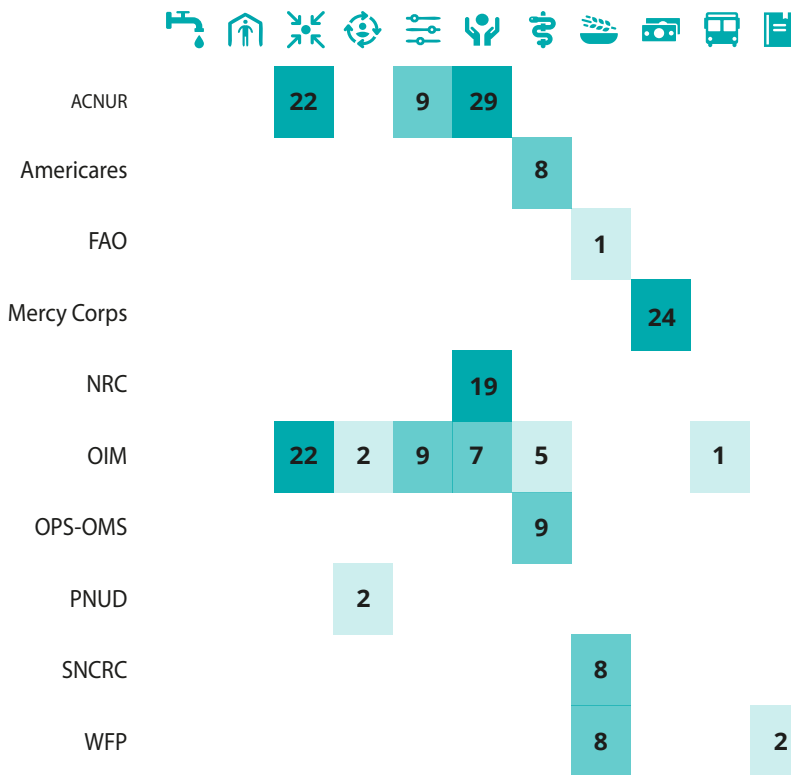 ACNUR 22 9 29
Americares 8
FAO 1
Mercy Corps 24
NRC 19
OIM 22 2 9 7 5 1
OPS-OMS 9
PNUD 2
SNCRC 8
WFP 8 2